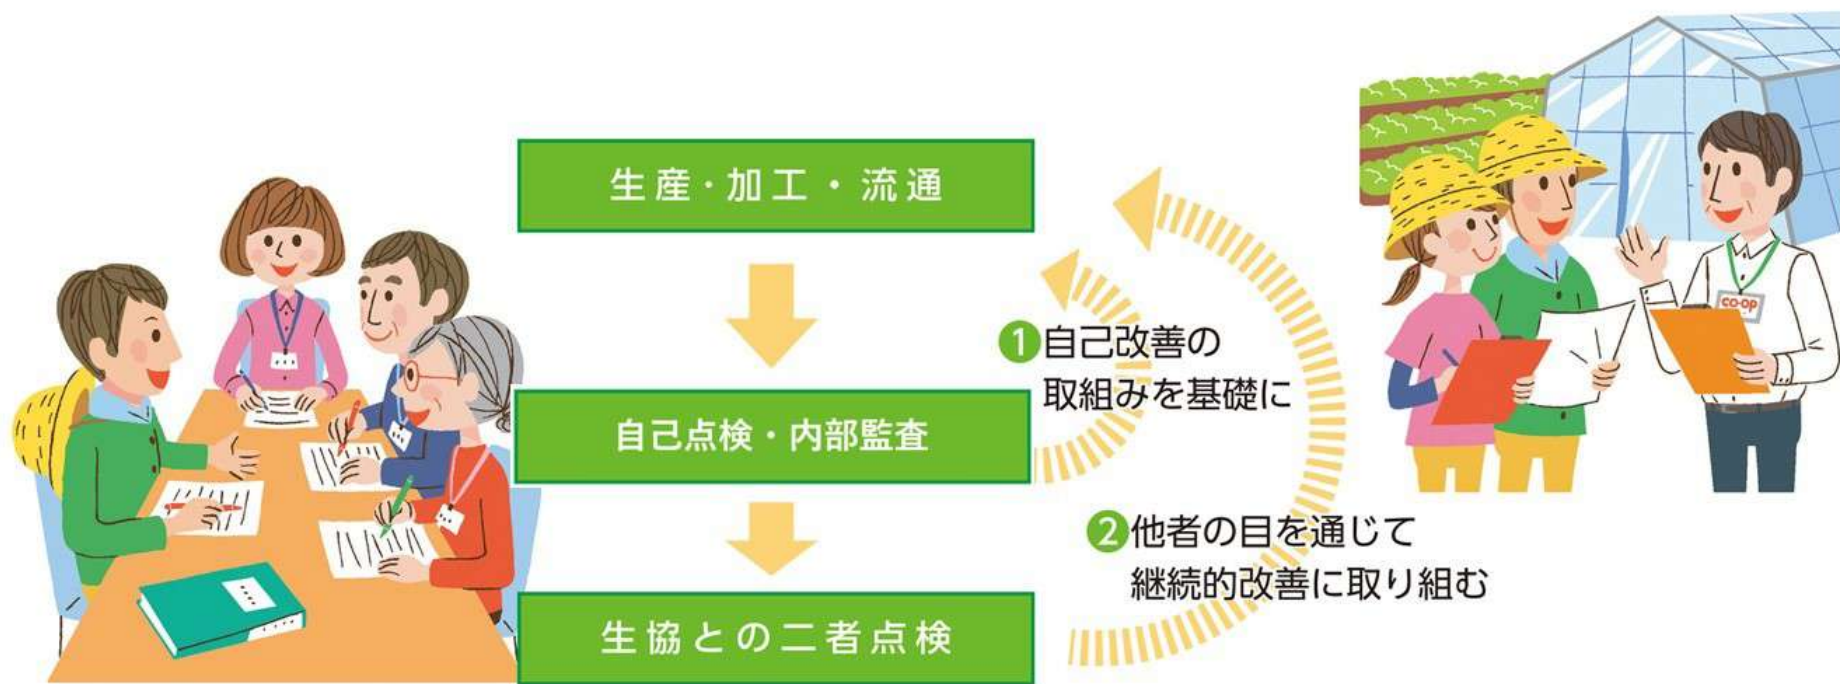 生産・加工・流通
co-op
❶自己改善の
取組みを基礎に
自己点検・内部監査
❷他者の目を通じて
継続的改善に取り組む
生協との二者点検